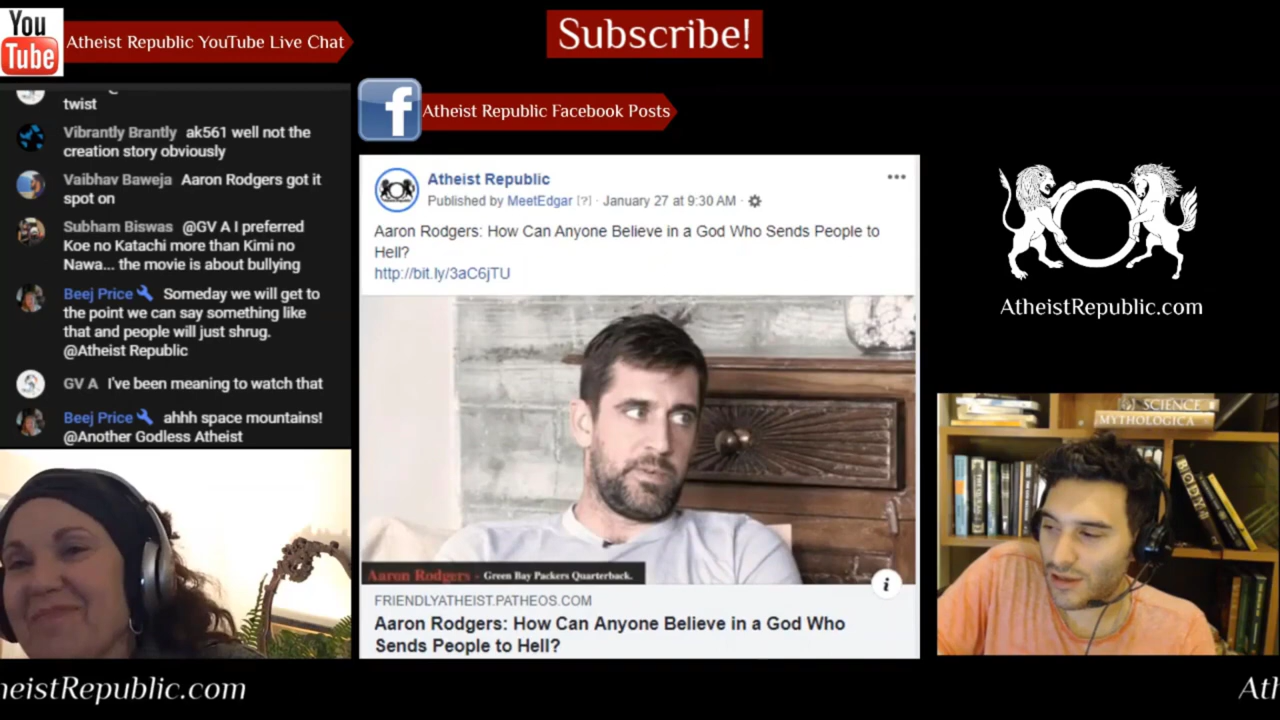 You
Tube
Atheist Republic YouTube Live Chat
Subscribe!
Atheist Republic Facebook Posts
twist
Vibrantly Brantly ak561 well not the
creation story obviously
Vaibhav Baweja Aaron Rodgers got it
spot on
Subham Biswas @GV A I preferred
Koe no Katachi more than Kimi no
Nawa... the movie is about bullying
Beej Price Someday we will get to
the point we can say something like
that and people will just shrug.
@Atheist Republic
GV A I've been meaning to watch that
Beej Price ahhh space mountains!
@Another Godless Atheist
Atheist Republic
Published by MeetEdgar [?] · January 27 at 9:30 AM ·
Aaron Rodgers: How Can Anyone Believe in a God Who Sends People to
Hell?
http://bit.ly/3aC6jTU
Aaron Rodgers - Green Bay Packers Quarterback.
FRIENDLYATHEIST.PATHEOS.COM
Aaron Rodgers: How Can Anyone Believe in a God Who
Sends People to Hell?
AtheistRepublic.com
SCIENCE
MYTHOLOGICA
BODY
heistRepublic.com
Ath